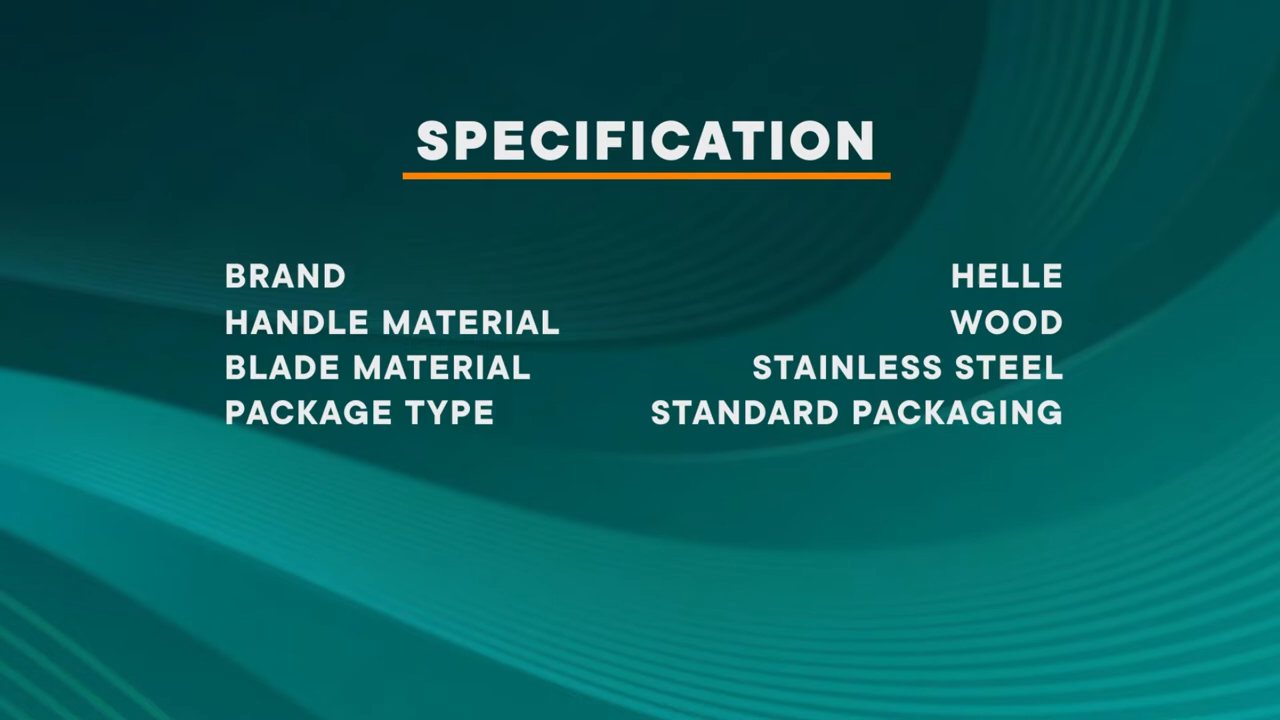 SPECIFICATION
BRAND HELLE
HANDLE MATERIAL WOOD
BLADE MATERIAL STAINLESS STEEL
PACKAGE TYPE STANDARD PACKAGING